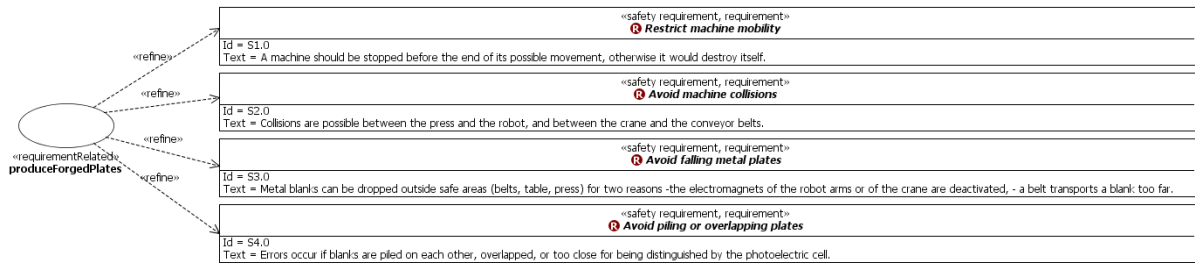 «safety requirement, requirement»
R Restrict machine mobility
Id = S1.0
Text = A machine should be stopped before the end of its possible movement, otherwise it would destroy itself.
«refine»
«safety requirement, requirement»
R Avoid machine collisions
«refine»
Id = S2.0
Text = Collisions are possible between the press and the robot, and between the crane and the conveyor belts.
«refine»
«safety requirement, requirement»
R Avoid falling metal plates
«requirementRelated»
produceForgedPlates
Id = S3.0
Text = Metal blanks can be dropped outside safe areas (belts, table, press) for two reasons -the electromagnets of the robot arms or of the crane are deactivated, - a belt transports a blank too far.
«refine»
«safety requirement, requirement»
R Avoid piling or overlapping plates
Id = S4.0
Text = Errors occur if blanks are piled on each other, overlapped, or too close for being distinguished by the photoelectric cell.